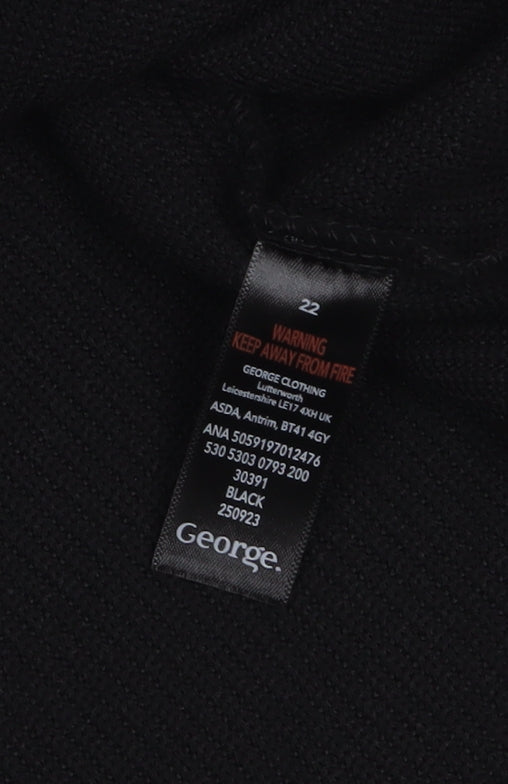 22
WARNING
KEEP AWAY FROM FIRE
GEORGE CLOTHING
Lutterworth
Leicestershire LE17 4XH UK
ASDA, Antrim, BT41 4GY
ANA 5059197012476
530 5303 0793 200
30391
BLACK
250923
George.